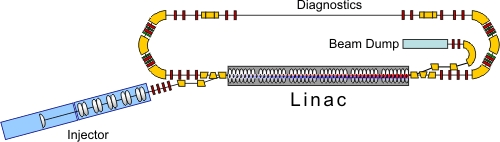 Diagnostics
Beam Dump
Linac
Injector